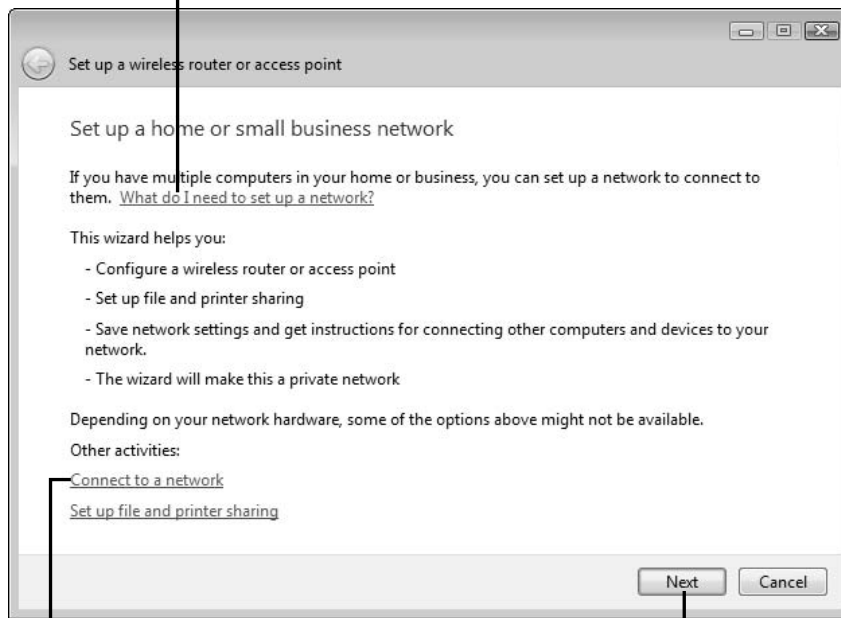 Set up a wireless router or access point
Set up a home or small business network
If you have multiple computers in your home or business, you can set up a network to connect to
them. What do I need to set up a network?
This wizard helps you:
- Configure a wireless router or access point
- Set up file and printer sharing
- Save network settings and get instructions for connecting other computers and devices to your
network.
- The wizard will make this a private network
Depending on your network hardware, some of the options above might not be available.
Other activities:
Connect to a network
Set up file and printer sharing
Next Cancel